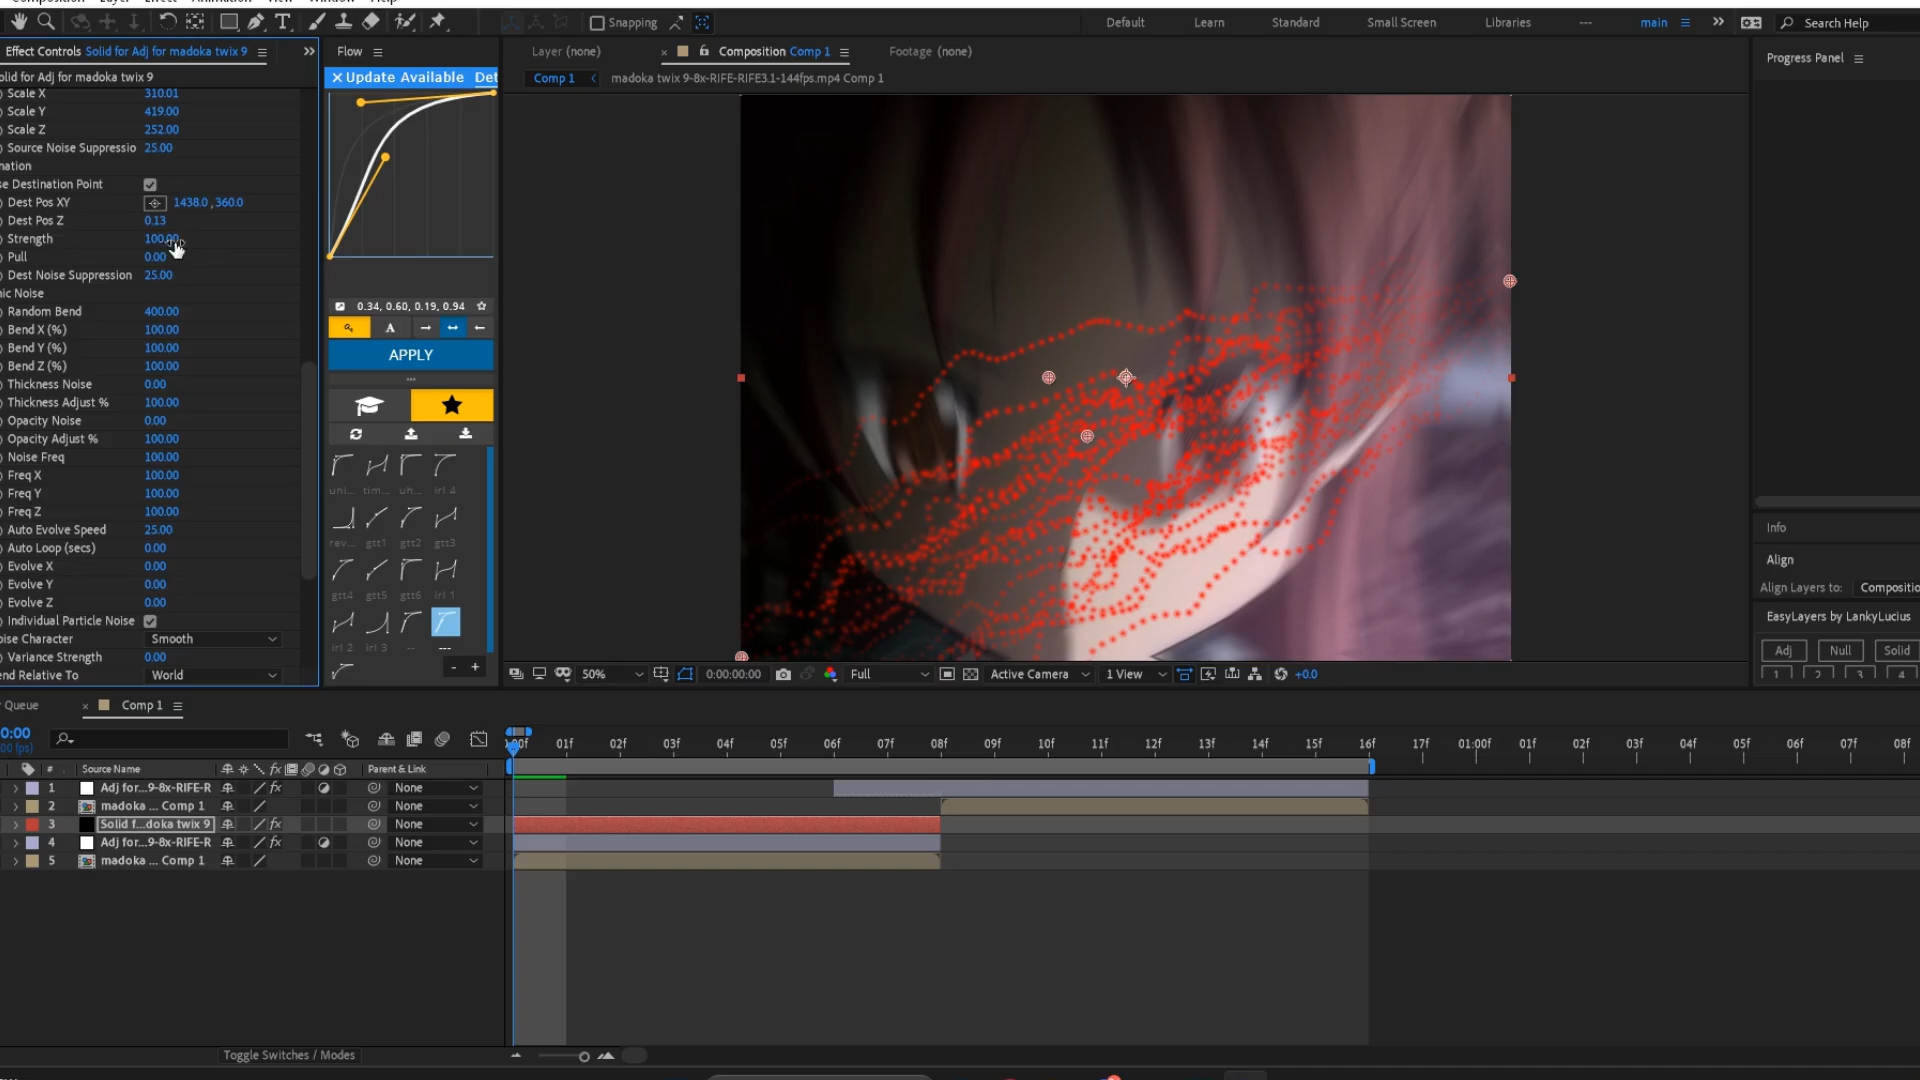 Snapping
Default
Learn
Standard
Small Screen
Libraries
main
Search Help
Effect Controls Solid for Adj for madoka twix 9
olid for Adj for madoka twix 9
Scale X 310.01
Scale Y 419.00
Scale Z 252.00
Source Noise Suppressio 25.00
nation
se Destination Point
Dest Pos XY 1438.0 ,360.0
Dest Pos Z 0.13
Strength 100.00
Pull 0.00
Dest Noise Suppression 25.00
nic Noise
Random Bend 400.00
Bend X (%) 100.00
Bend Y (%) 100.00
Bend Z (%) 100.00
Thickness Noise 0.00
Thickness Adjust % 100.00
Opacity Noise 0.00
Opacity Adjust % 100.00
Noise Freq 100.00
Freq X 100.00
Freq Y 100.00
Freq Z 100.00
Auto Evolve Speed 25.00
Auto Loop (secs) 0.00
Evolve X 0.00
Evolve Y 0.00
Evolve Z 0.00
Individual Particle Noise
oise Character Smooth
Variance Strength 0.00
end Relative To World
Flow
Update Available Det
0.34, 0.60, 0.19, 0.94
A
APPLY
uni... tim... uh... irl 4
rev... gtt1 gtt2 gtt3
gtt4 gtt5 gtt6 irl 1
irl 2 irl 3 -- ---
- +
Layer (none)
Composition Comp 1
Footage (none)
Comp 1
madoka twix 9-8x-RIFE-RIFE3.1-144fps.mp4 Comp 1
50%
0:00:00:00
Full
Active Camera
1 View
+0.0
Progress Panel
Info
Align
Align Layers to: Compositio
EasyLayers by LankyLucius
Adj Null Solid
1 2 3 4
r Queue
Comp 1
0:00
00 fps)
# Source Name
Parent & Link
1 Adj for...9-8x-RIFE-R None
2 madoka ... Comp 1 None
3 Solid f...doka twix 9 None
4 Adj for...9-8x-RIFE-R None
5 madoka ... Comp 1 None
01f 02f 03f 04f 05f 06f 07f 08f 09f 10f 11f 12f 13f 14f 15f 16f 01:00f 01f 02f 03f 04f 05f 06f 07f 08f
Toggle Switches / Modes